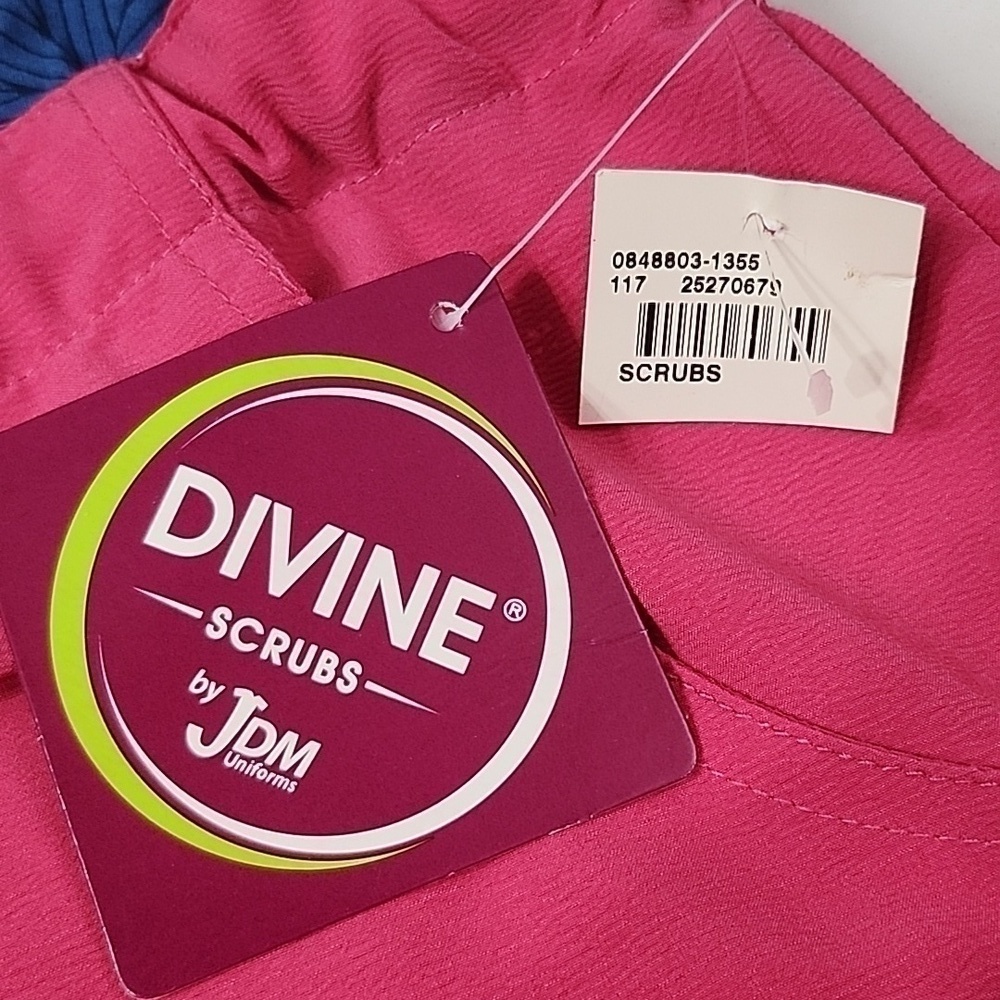 0848803-1355
117 25270679
SCRUBS
DIVINE®
SCRUBS
by
JDM
Uniforms